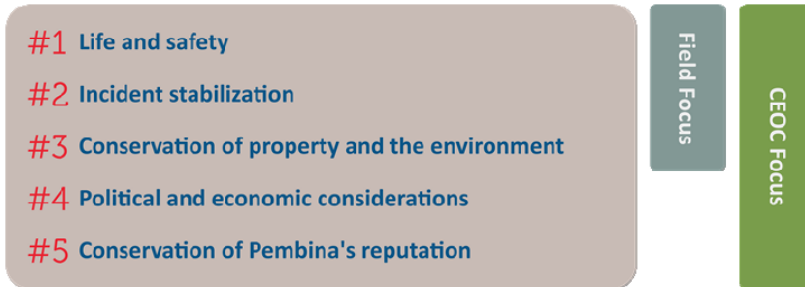 #1 Life and safety
#2 Incident stabilization
#3 Conservation of property and the environment
#4 Political and economic considerations
#5 Conservation of Pembina's reputation
Field Focus
CEOC Focus